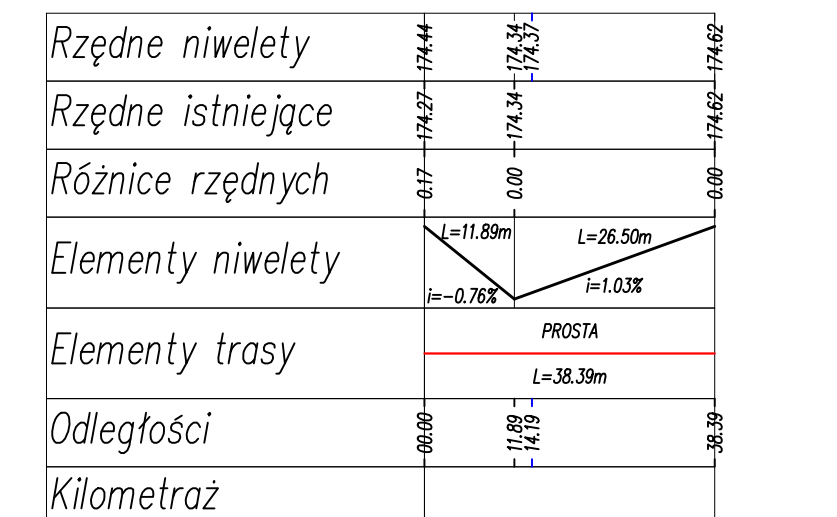 Rzędne niwelety 174.44 174.34 174.37 174.62
Rzędne istniejące 174.27 174.34 174.62
Różnice rzędnych 0.17 0.00 0.00
Elementy niwelety L=11.89m L=26.50m
i=-0.76% i=1.03%
Elementy trasy PROSTA
L=38.39m
Odległości 00.00 11.89 14.19 38.39
Kilometraż